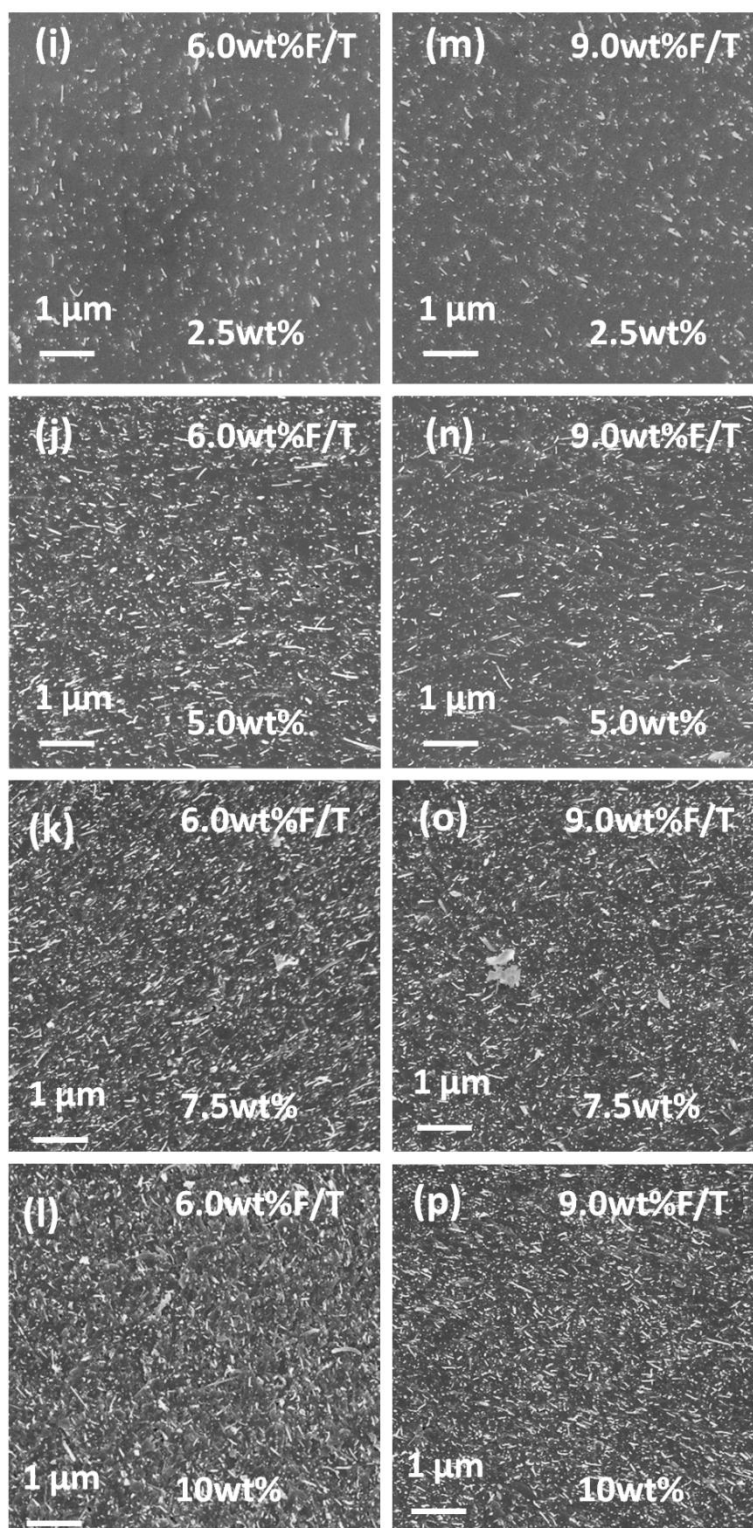 (i) 6.0wt%F/T
1 μm
2.5wt%
(m) 9.0wt%F/T
1 μm
2.5wt%
(j) 6.0wt%F/T
1 μm
5.0wt%
(n) 9.0wt%F/T
1 μm
5.0wt%
(k) 6.0wt%F/T
1 μm
7.5wt%
(o) 9.0wt%F/T
1 μm
7.5wt%
(l) 6.0wt%F/T
1 μm
10wt%
(p) 9.0wt%F/T
1 μm
10wt%